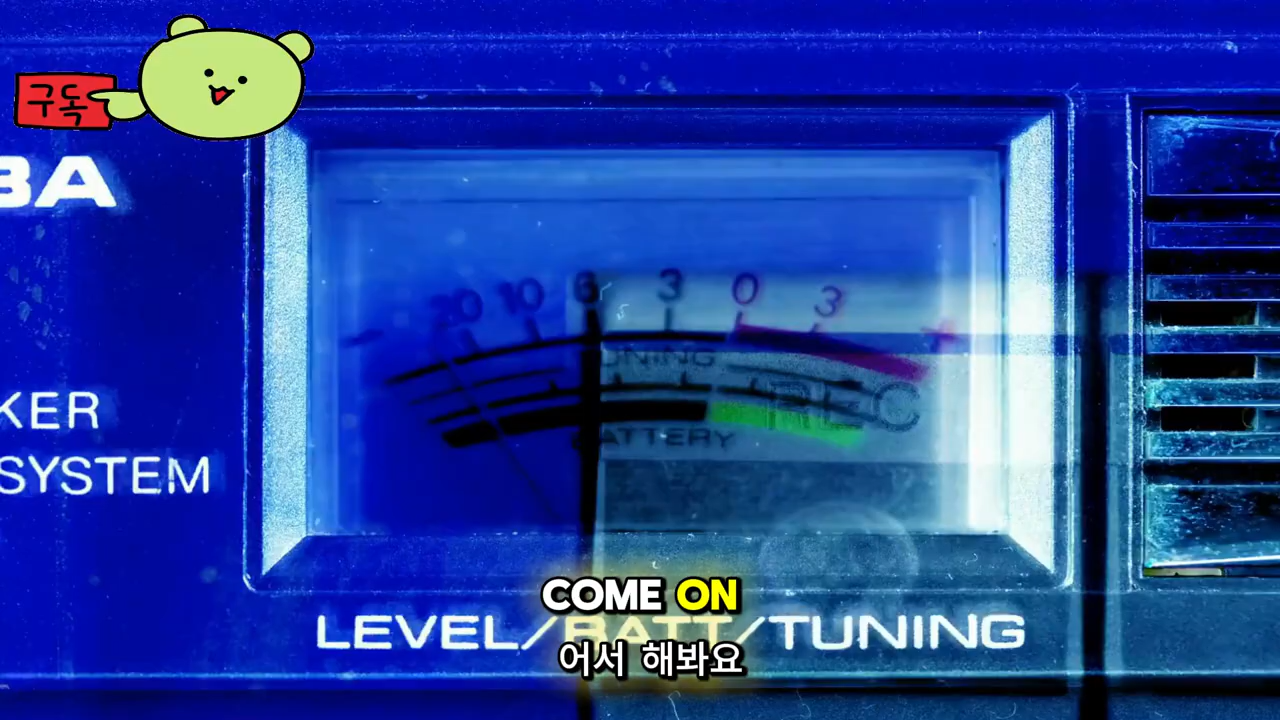 구독
BA
20 10 6 3 0 3
TUNING
REC
BATTERY
KER
SYSTEM
COME ON
LEVEL/BATT/TUNING
어서 해봐요